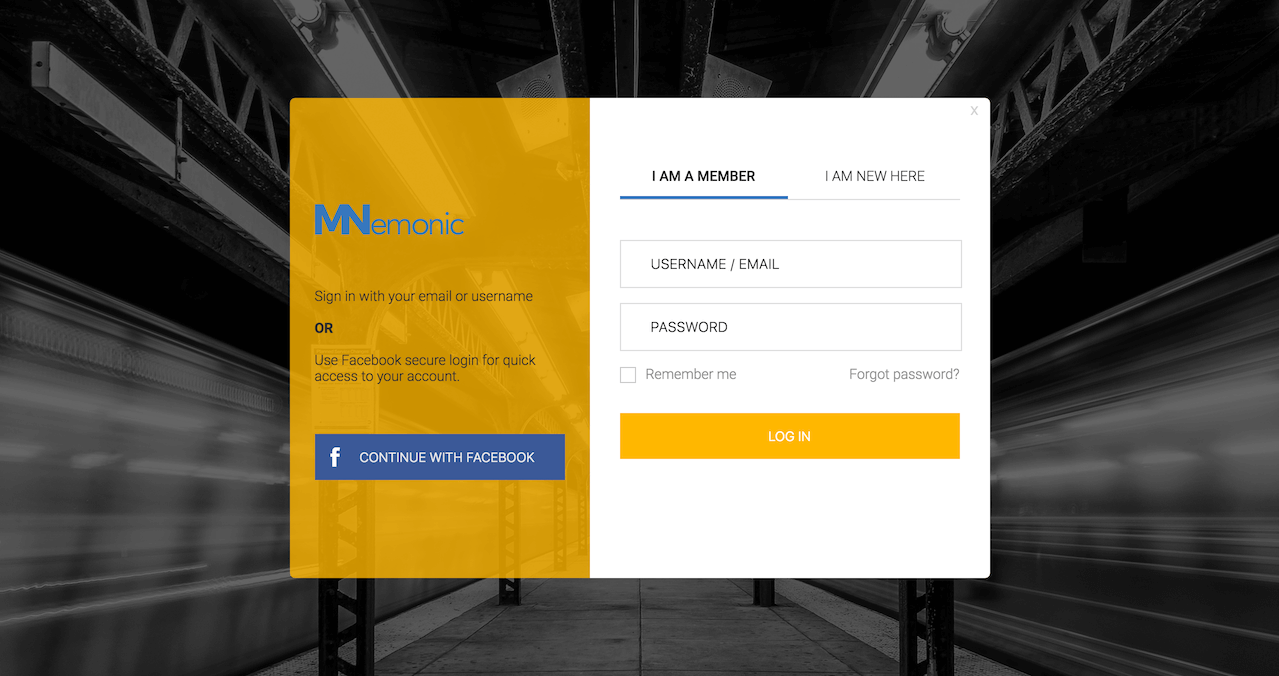 MNemonic
Sign in with your email or username
OR
Use Facebook secure login for quick
access to your account.
f CONTINUE WITH FACEBOOK
X
I AM A MEMBER
I AM NEW HERE
USERNAME / EMAIL
PASSWORD
Remember me
Forgot password?
LOG IN